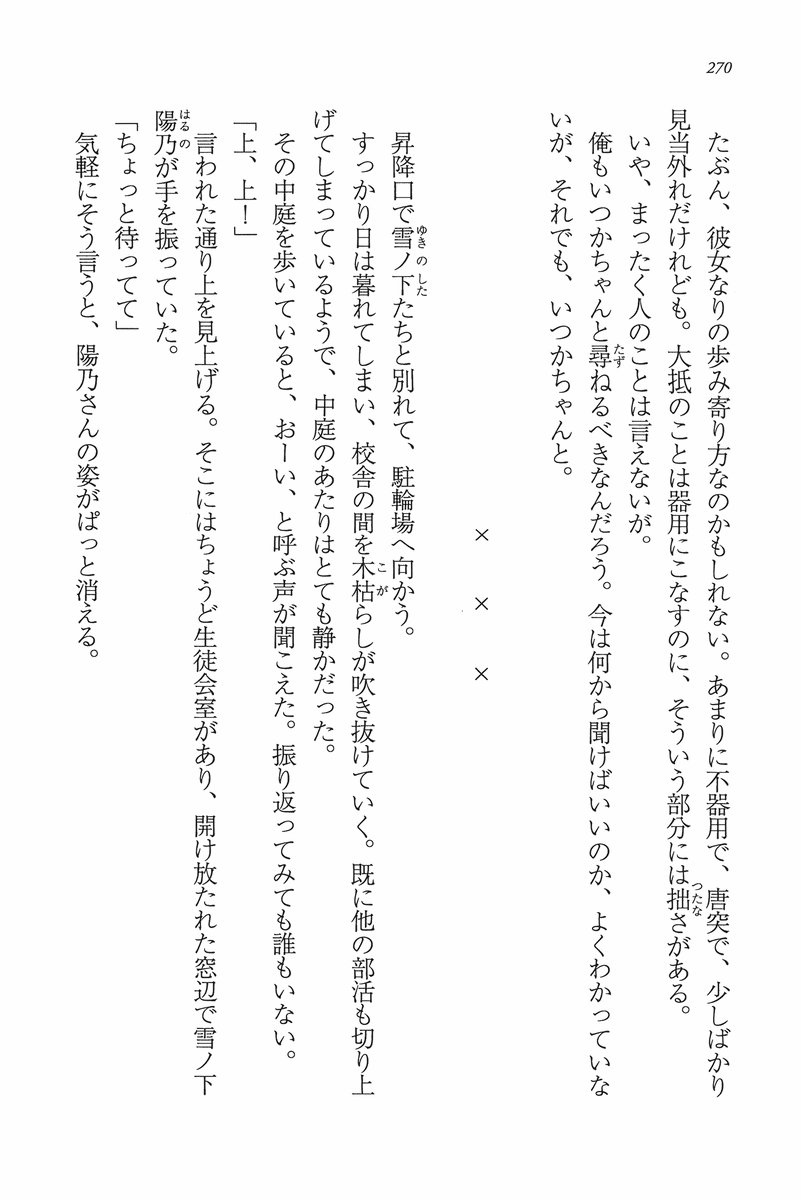 270
たぶん、彼女なりの歩み寄り方なのかもしれない。あまりに不器用で、唐突で、少しばかり
見当外れだけれども。大抵のことは器用にこなすのに、そういう部分には拙さがある。
いや、まったく人のことは言えないが。
俺もいつかちゃんと尋ねるべきなんだろう。今は何から聞けばいいのか、よくわかっていな
いが、それでも、いつかちゃんと。
× × ×
昇降口で雪ノ下たちと別れて、駐輪場へ向かう。
すっかり日は暮れてしまい、校舎の間を木枯らしが吹き抜けていく。既に他の部活も切り上
げてしまっているようで、中庭のあたりはとても静かだった。
その中庭を歩いていると、おーい、と呼ぶ声が聞こえた。振り返ってみても誰もいない。
「上、上！」
言われた通り上を見上げる。そこにはちょうど生徒会室があり、開け放たれた窓辺で雪ノ下
陽乃が手を振っていた。
「ちょっと待ってて」
気軽にそう言うと、陽乃さんの姿がぱっと消える。